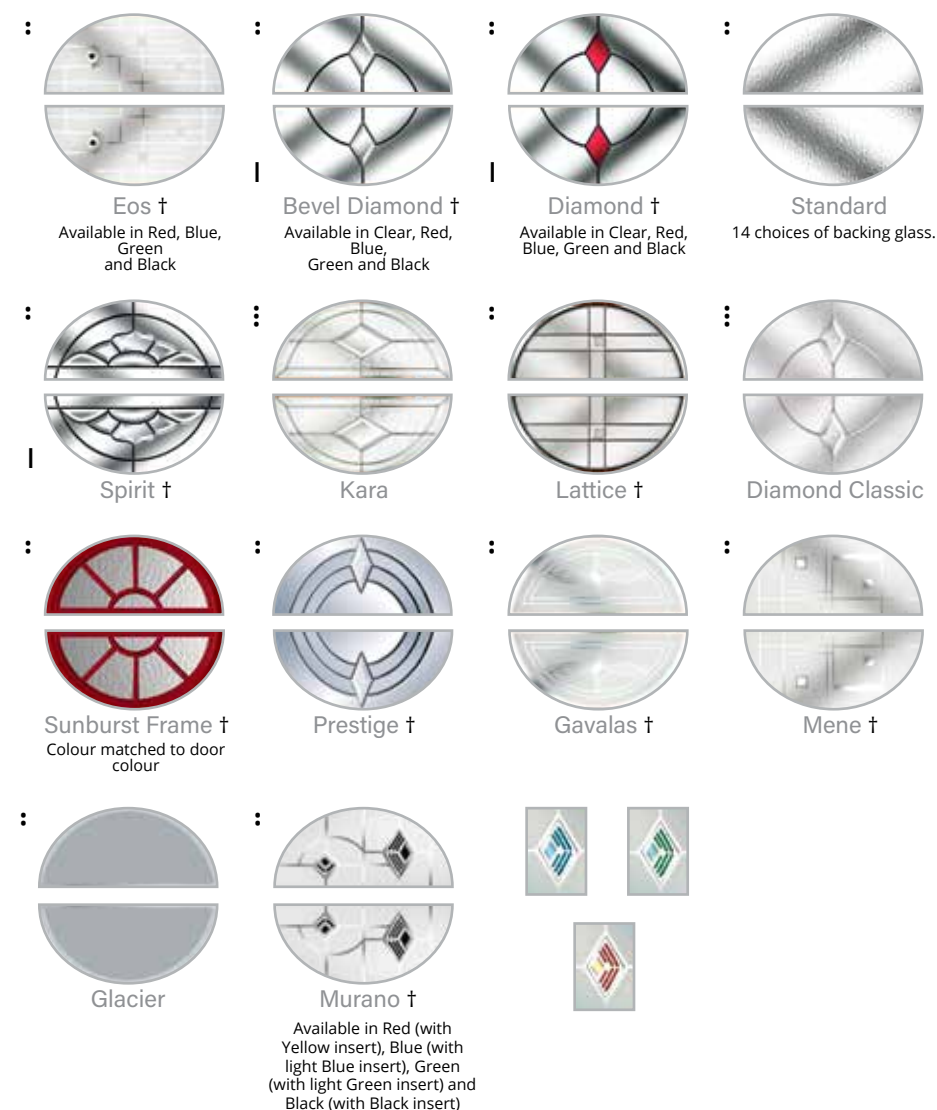 Eos †
Available in Red, Blue,
Green
and Black
Bevel Diamond †
Available in Clear, Red,
Blue,
Green and Black
Diamond †
Available in Clear, Red,
Blue, Green and Black
Standard
14 choices of backing glass.
Spirit †
Kara
Lattice †
Diamond Classic
Sunburst Frame †
Colour matched to door
colour
Prestige †
Gavalas †
Mene †
Glacier
Murano †
Available in Red (with
Yellow insert), Blue (with
light Blue insert), Green
(with light Green insert) and
Black (with Black insert)